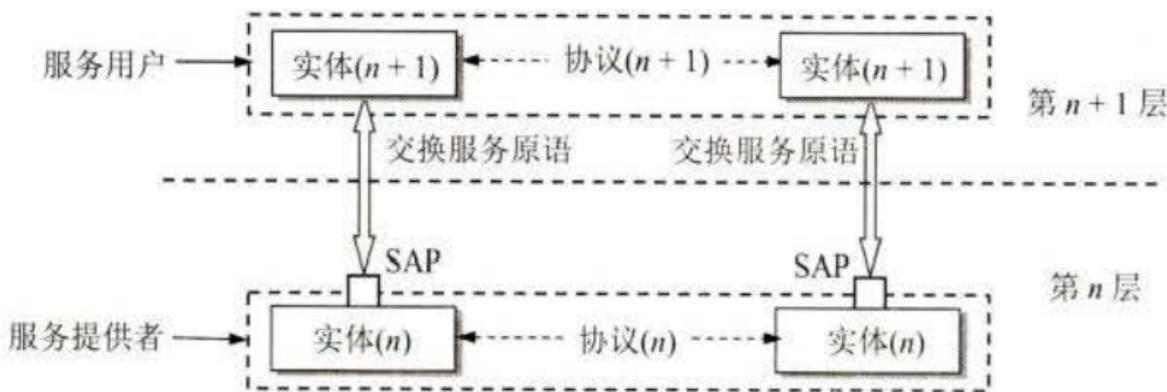 服务用户
实体(n + 1)
协议(n + 1)
实体(n + 1)
第 n + 1 层
交换服务原语
交换服务原语
SAP
SAP
第 n 层
服务提供者
实体(n)
协议(n)
实体(n)